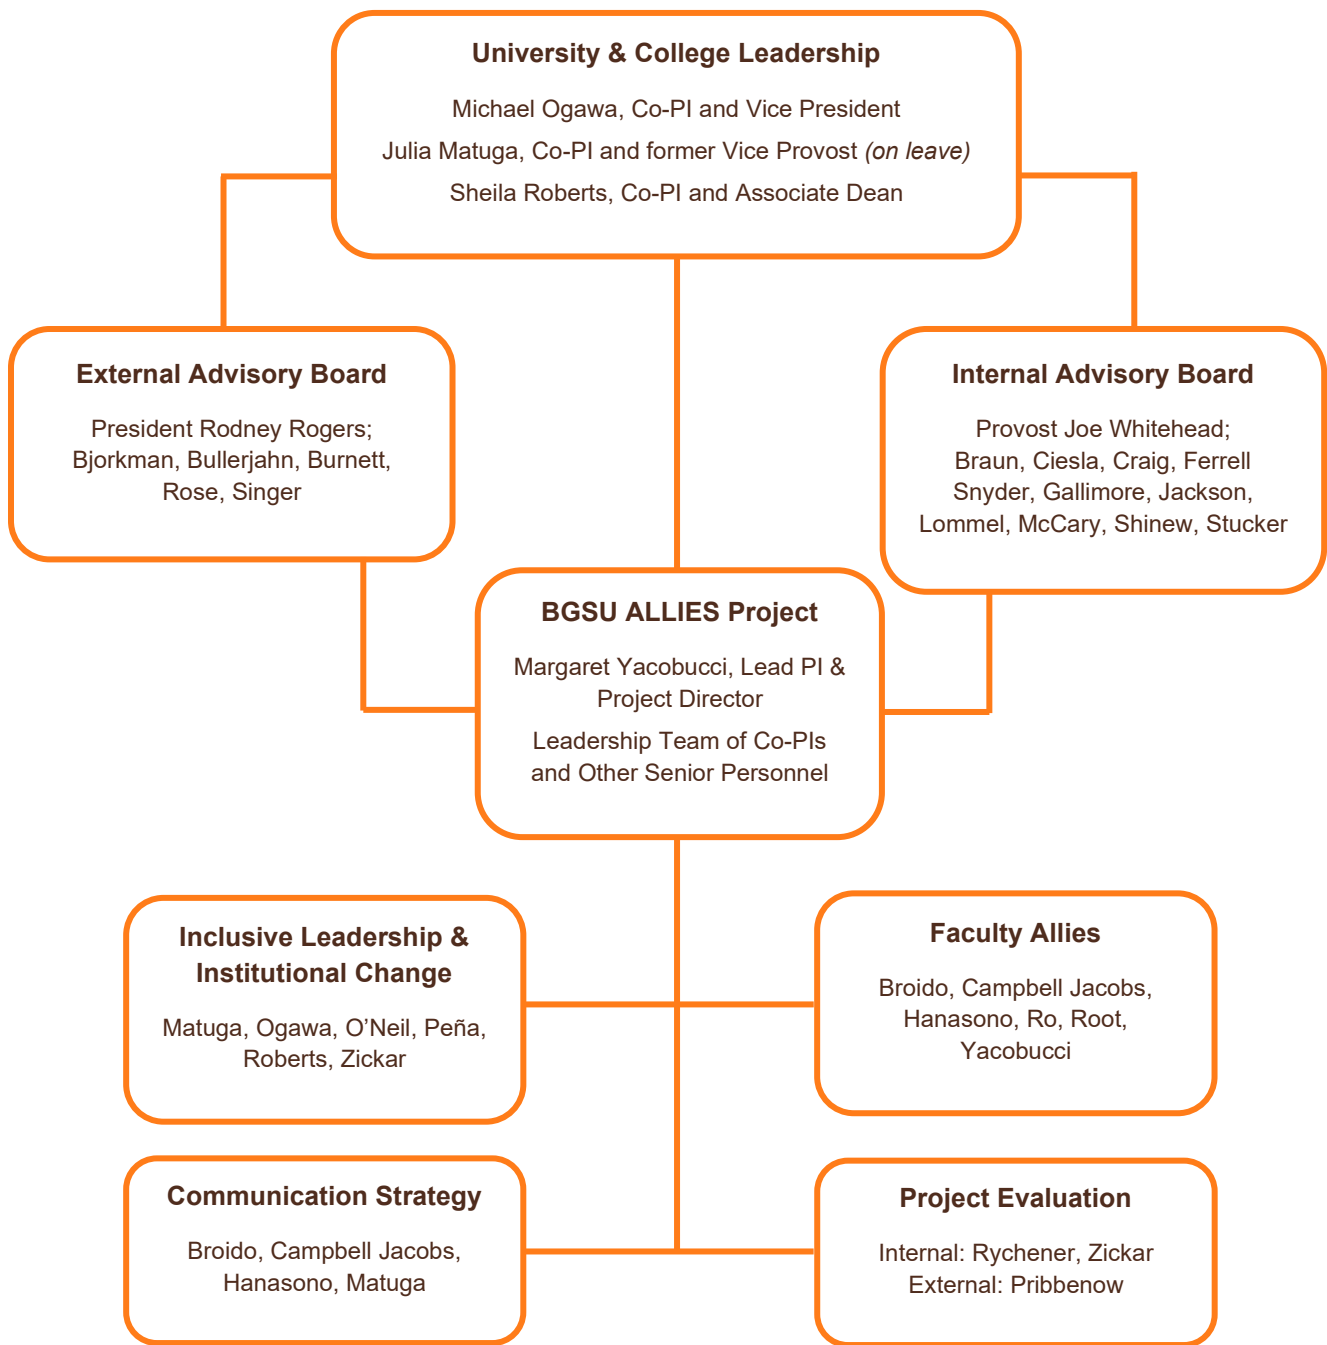 University & College Leadership
Michael Ogawa, Co-PI and Vice President
Julia Matuga, Co-PI and former Vice Provost (on leave)
Sheila Roberts, Co-PI and Associate Dean
External Advisory Board
President Rodney Rogers;
Bjorkman, Bullerjahn, Burnett,
Rose, Singer
Internal Advisory Board
Provost Joe Whitehead;
Braun, Ciesla, Craig, Ferrell
Snyder, Gallimore, Jackson,
Lommel, McCary, Shinew, Stucker
BGSU ALLIES Project
Margaret Yacobucci, Lead PI &
Project Director
Leadership Team of Co-PIs
and Other Senior Personnel
Inclusive Leadership &
Institutional Change
Matuga, Ogawa, O’Neil, Peña,
Roberts, Zickar
Faculty Allies
Broido, Campbell Jacobs,
Hanasono, Ro, Root,
Yacobucci
Communication Strategy
Broido, Campbell Jacobs,
Hanasono, Matuga
Project Evaluation
Internal: Rychener, Zickar
External: Pribbenow